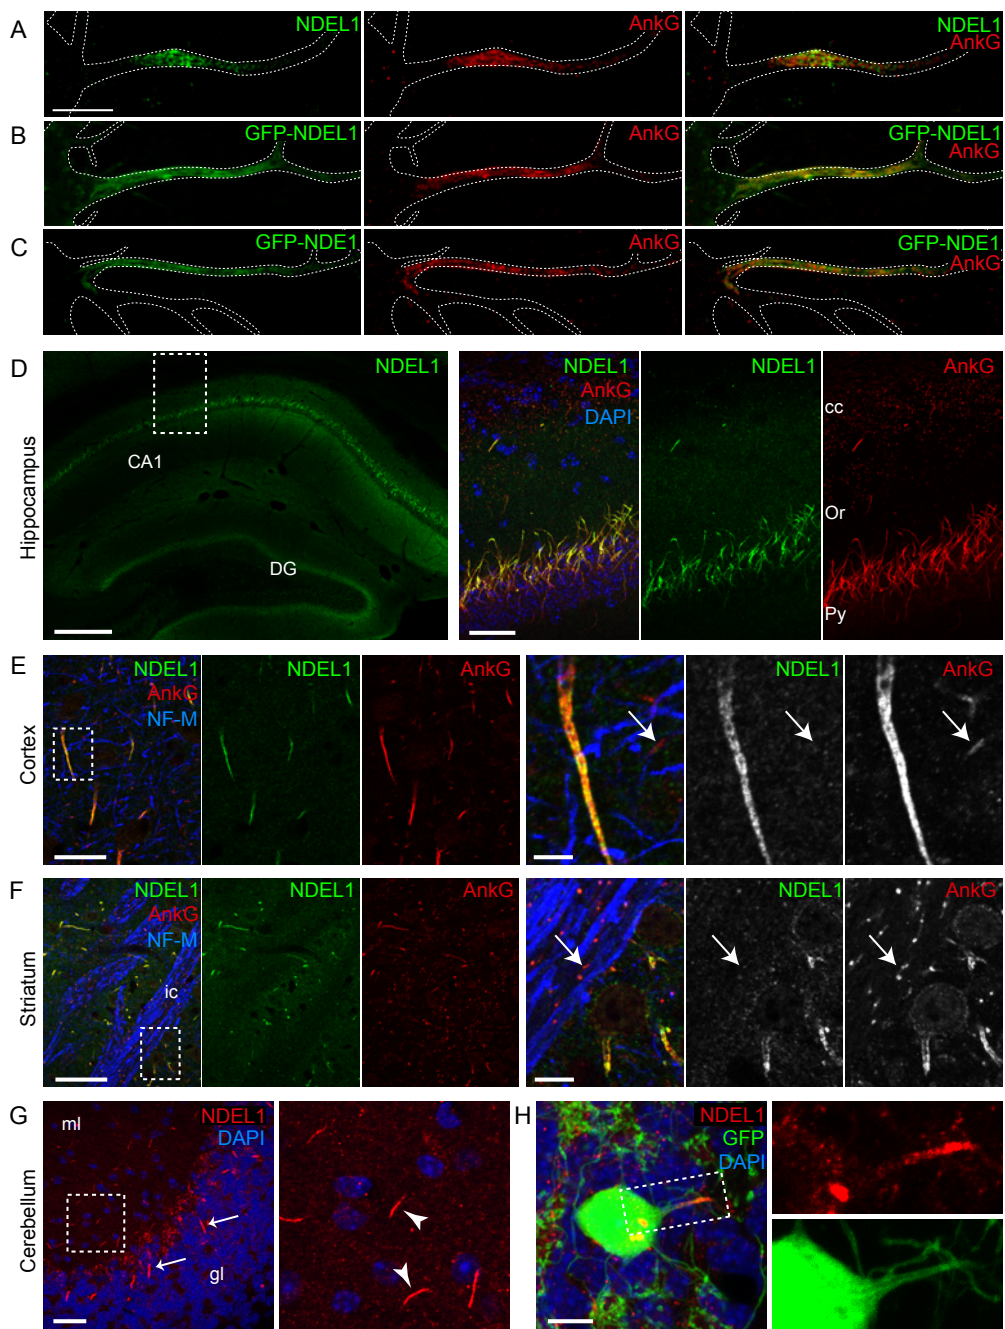 A
NDEL1
AnkG
NDEL1
AnkG
B
GFP-NDEL1
AnkG
GFP-NDEL1
AnkG
C
GFP-NDE1
AnkG
GFP-NDE1
AnkG
D
Hippocampus
NDEL1
CA1
DG
NDEL1
AnkG
DAPI
NDEL1
AnkG
cc
Or
Py
E
Cortex
NDEL1
AnkG
NF-M
NDEL1
AnkG
NDEL1
AnkG
F
Striatum
NDEL1
AnkG
NF-M
ic
NDEL1
AnkG
NDEL1
AnkG
G
Cerebellum
ml
NDEL1
DAPI
gl
H
NDEL1
GFP
DAPI